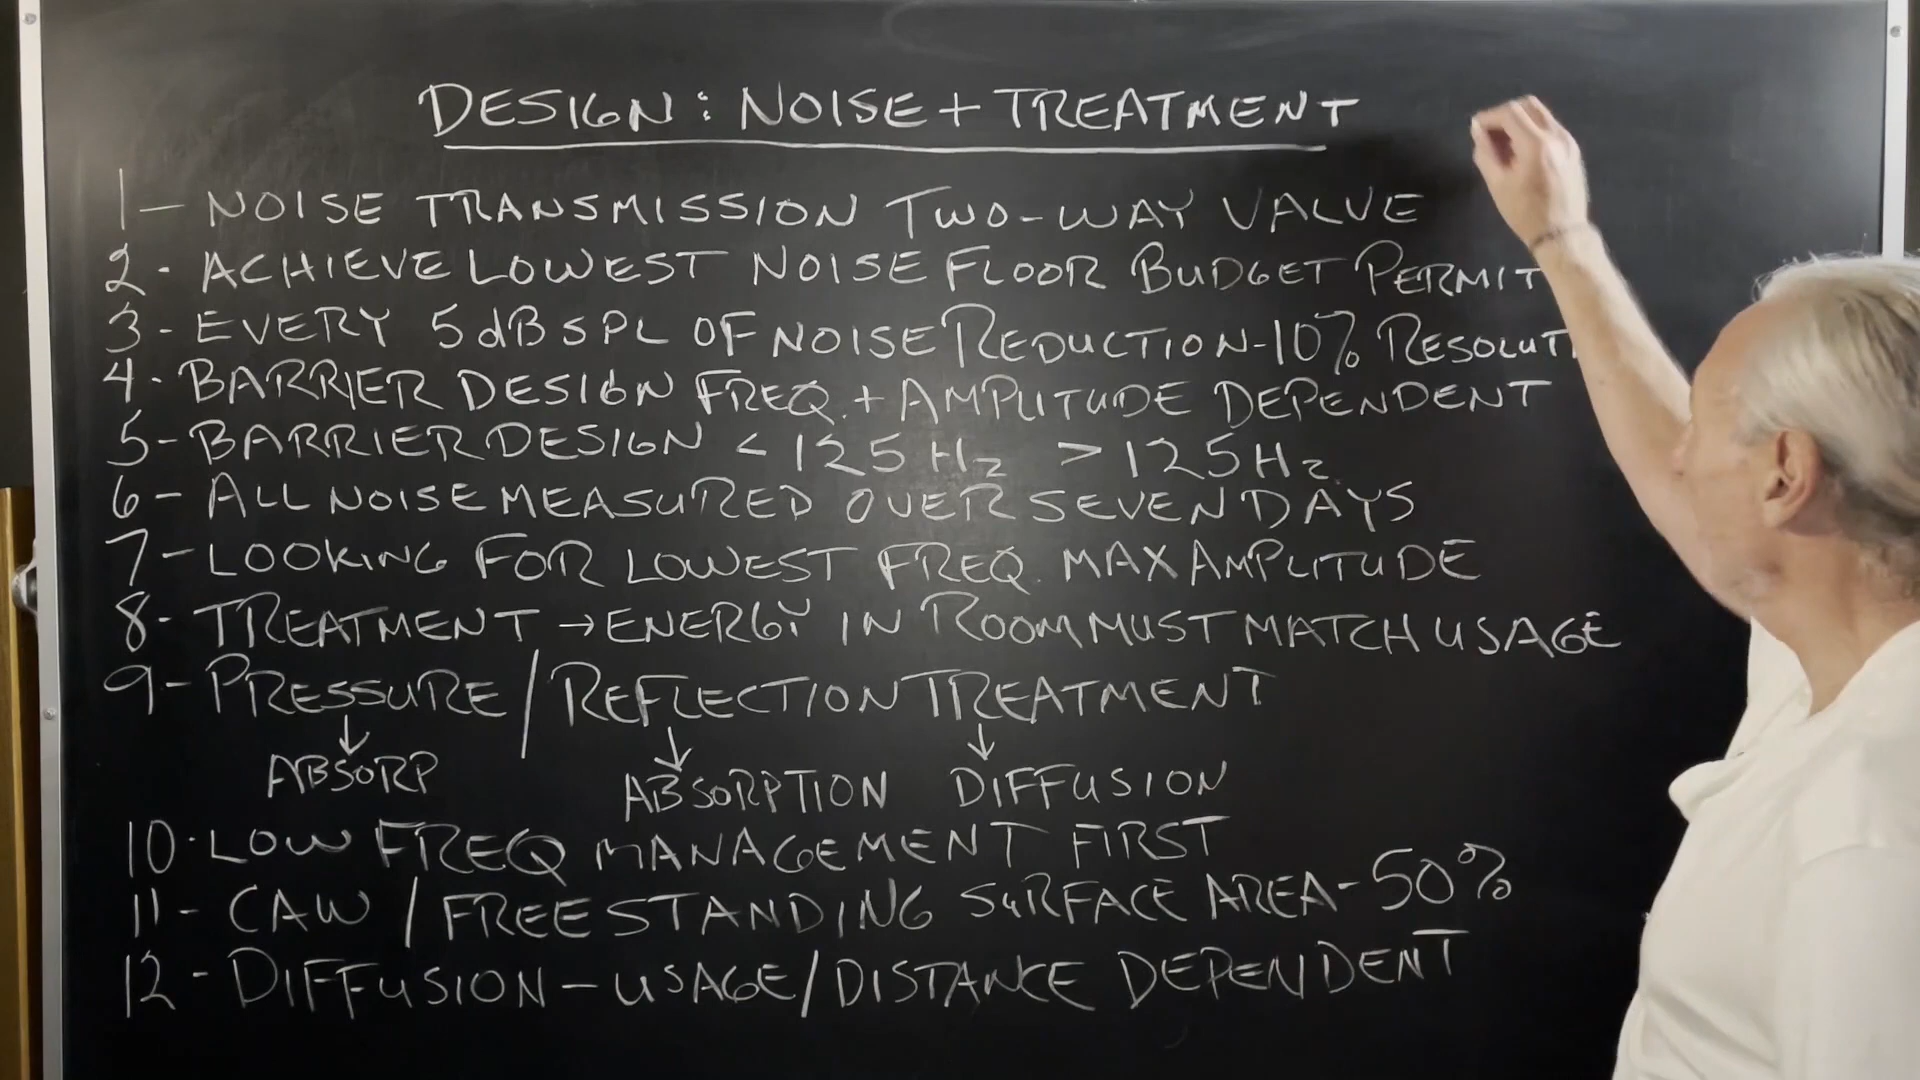 DESIGN: NOISE + TREATMENT
1 - NOISE TRANSMISSION TWO-WAY VALVE
2 - ACHIEVE LOWEST NOISE FLOOR BUDGET PERMIT
3 - EVERY 5dB SPL OF NOISE REDUCTION-10% RESOLUT
4 - BARRIER DESIGN FREQ. + AMPLITUDE DEPENDENT
5 - BARRIER DESIGN < 125Hz > 125Hz
6 - ALL NOISE MEASURED OVER SEVEN DAYS
7 - LOOKING FOR LOWEST FREQ. MAX AMPLITUDE
8 - TREATMENT → ENERGY IN ROOM MUST MATCH USAGE
9 - PRESSURE / REFLECTION TREATMENT
↓ ↓ ↓
ABSORP ABSORPTION DIFFUSION
10 · LOW FREQ MANAGEMENT FIRST
11 - CAW / FREESTANDING SURFACE AREA - 50%
12 - DIFFUSION - USAGE/DISTANCE DEPENDENT